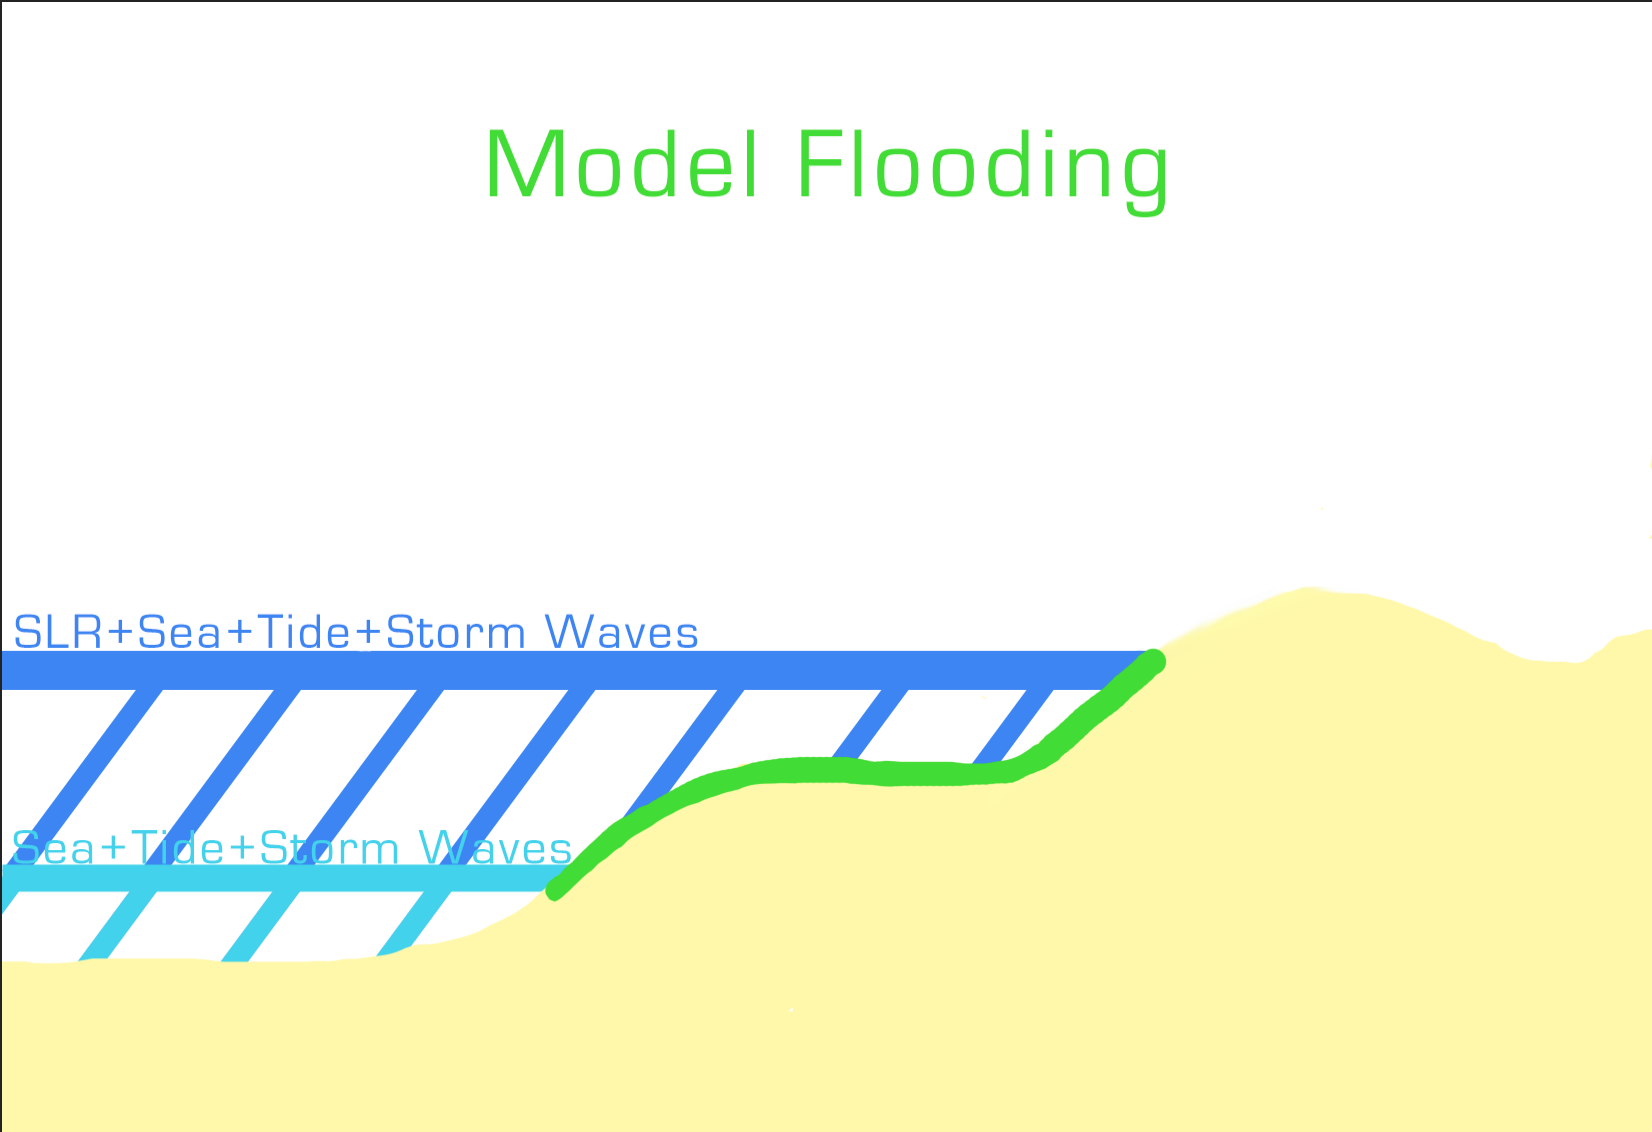 Model Flooding
SLR+Sea+Tide+Storm Waves
Sea+Tide+Storm Waves